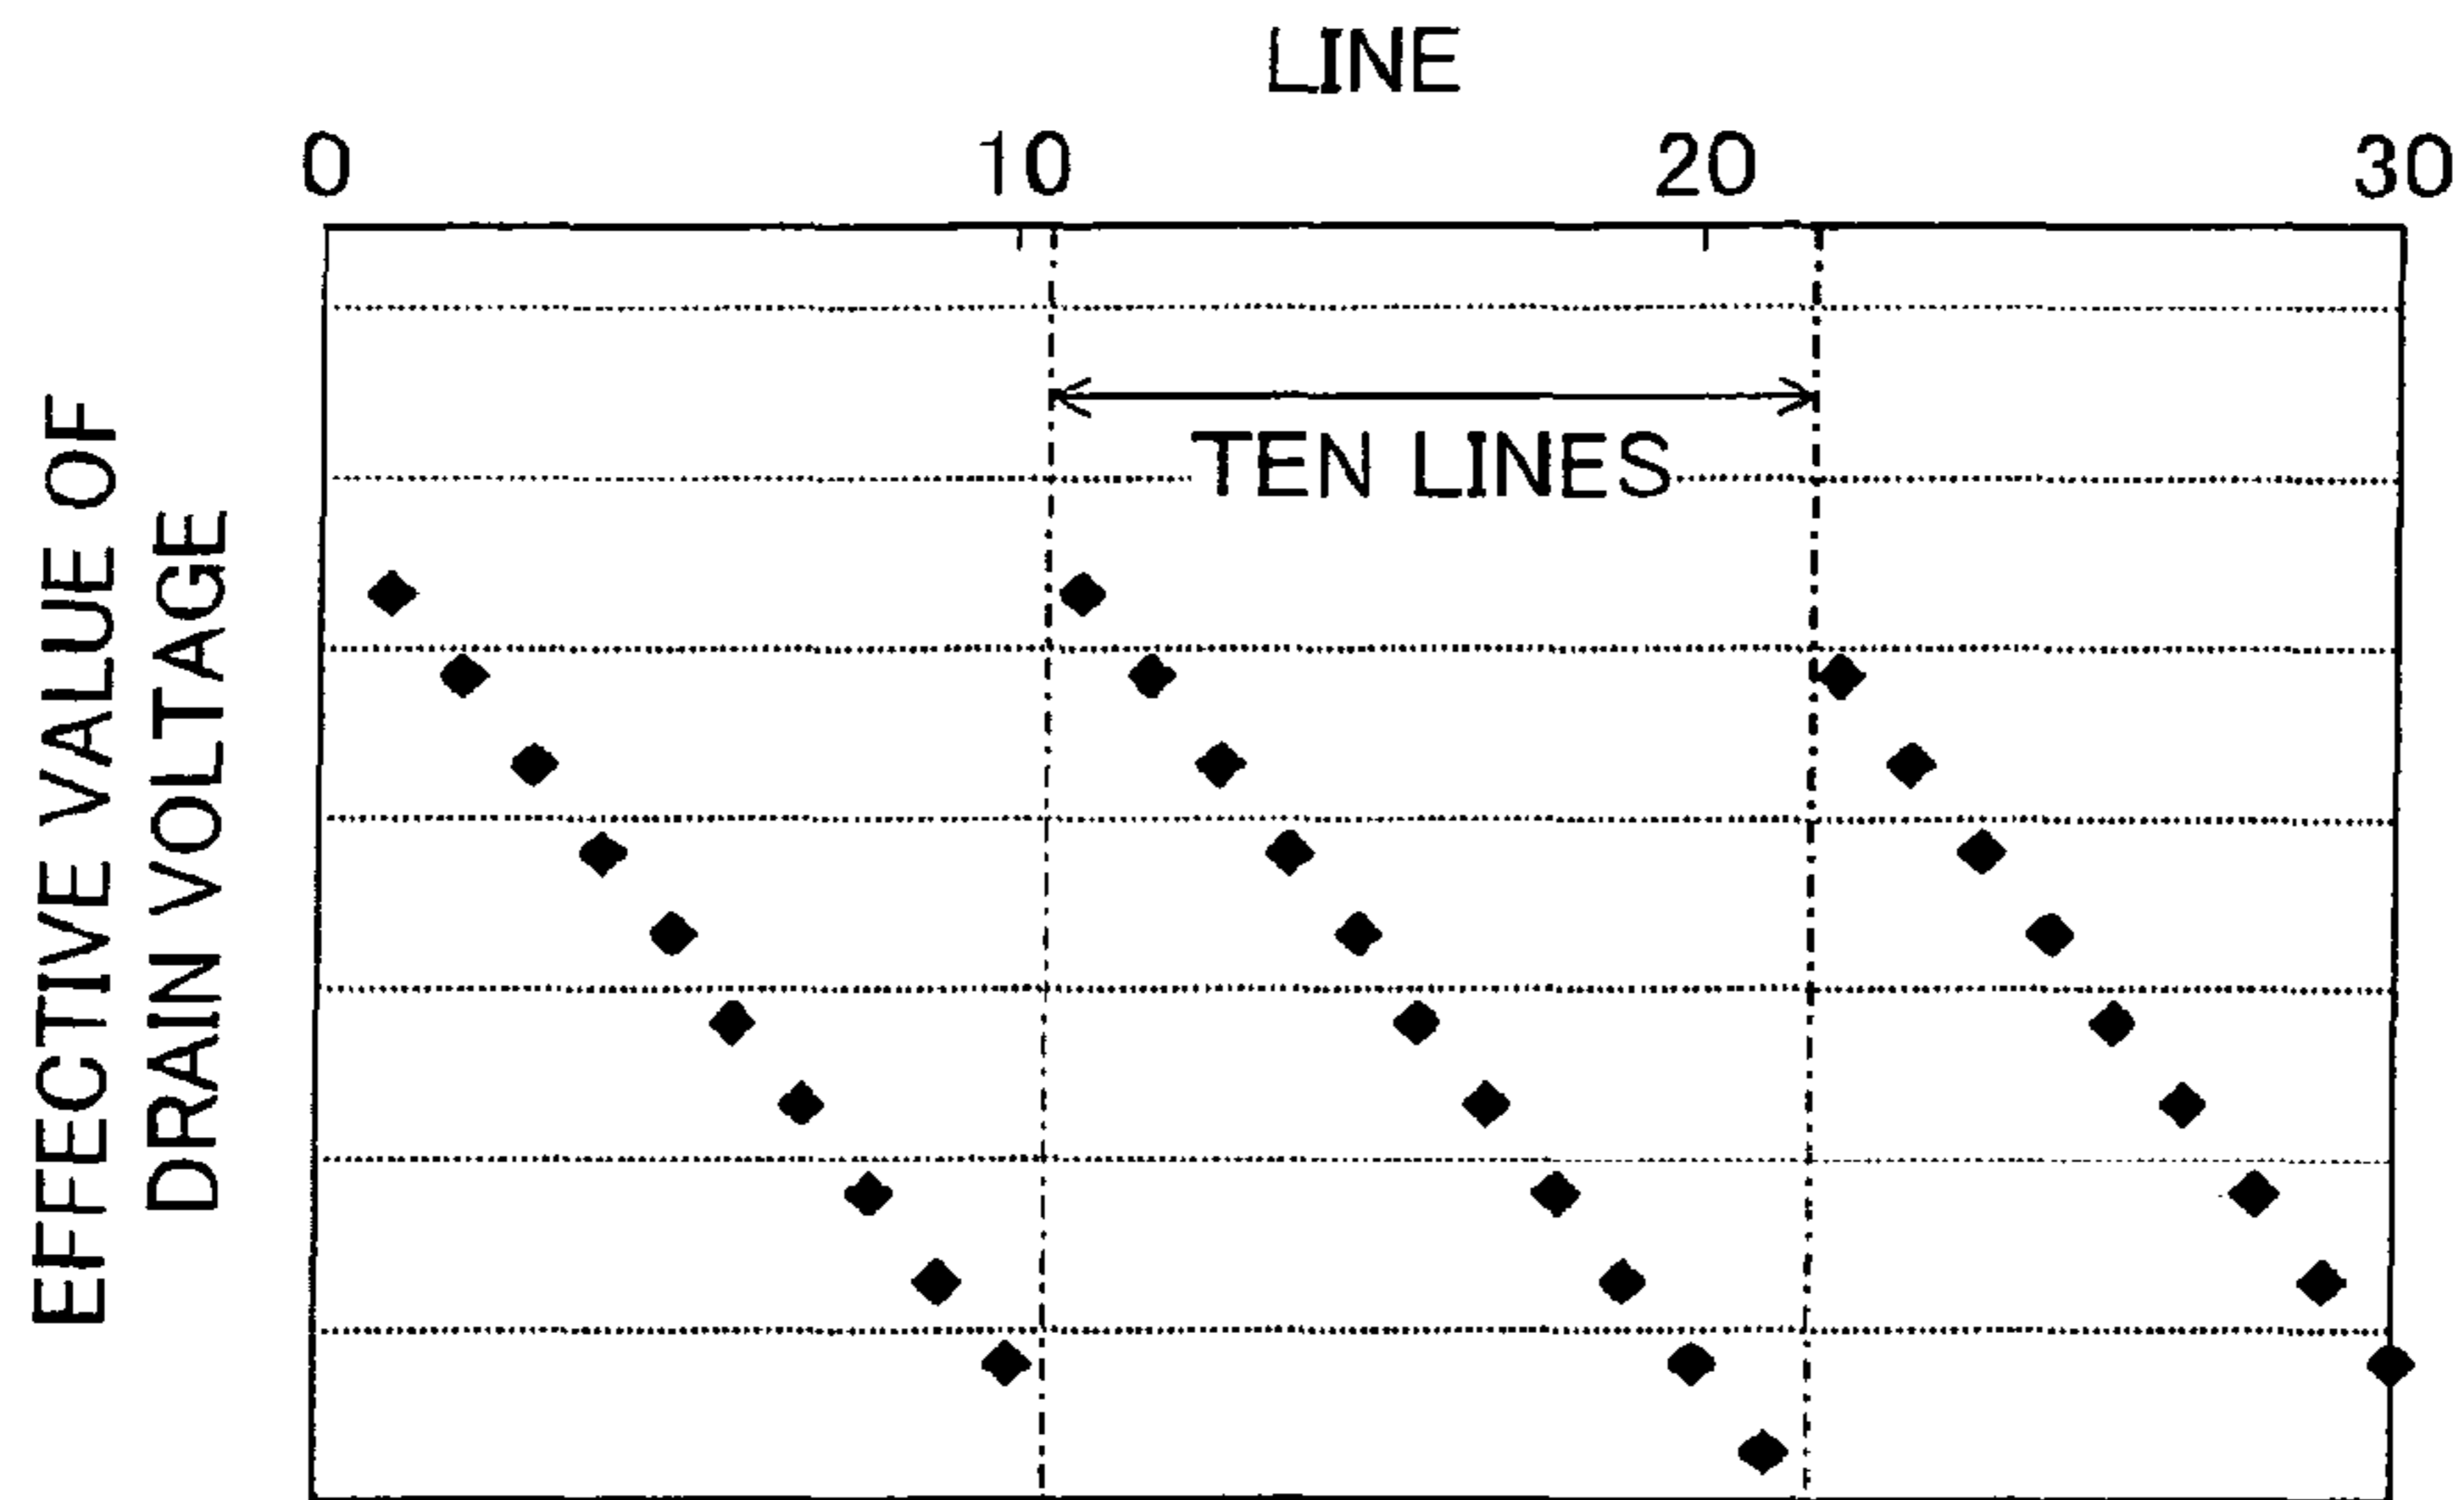 LINE
0 10 20 30
TEN LINES
EFFECTIVE VALUE OF
DRAIN VOLTAGE